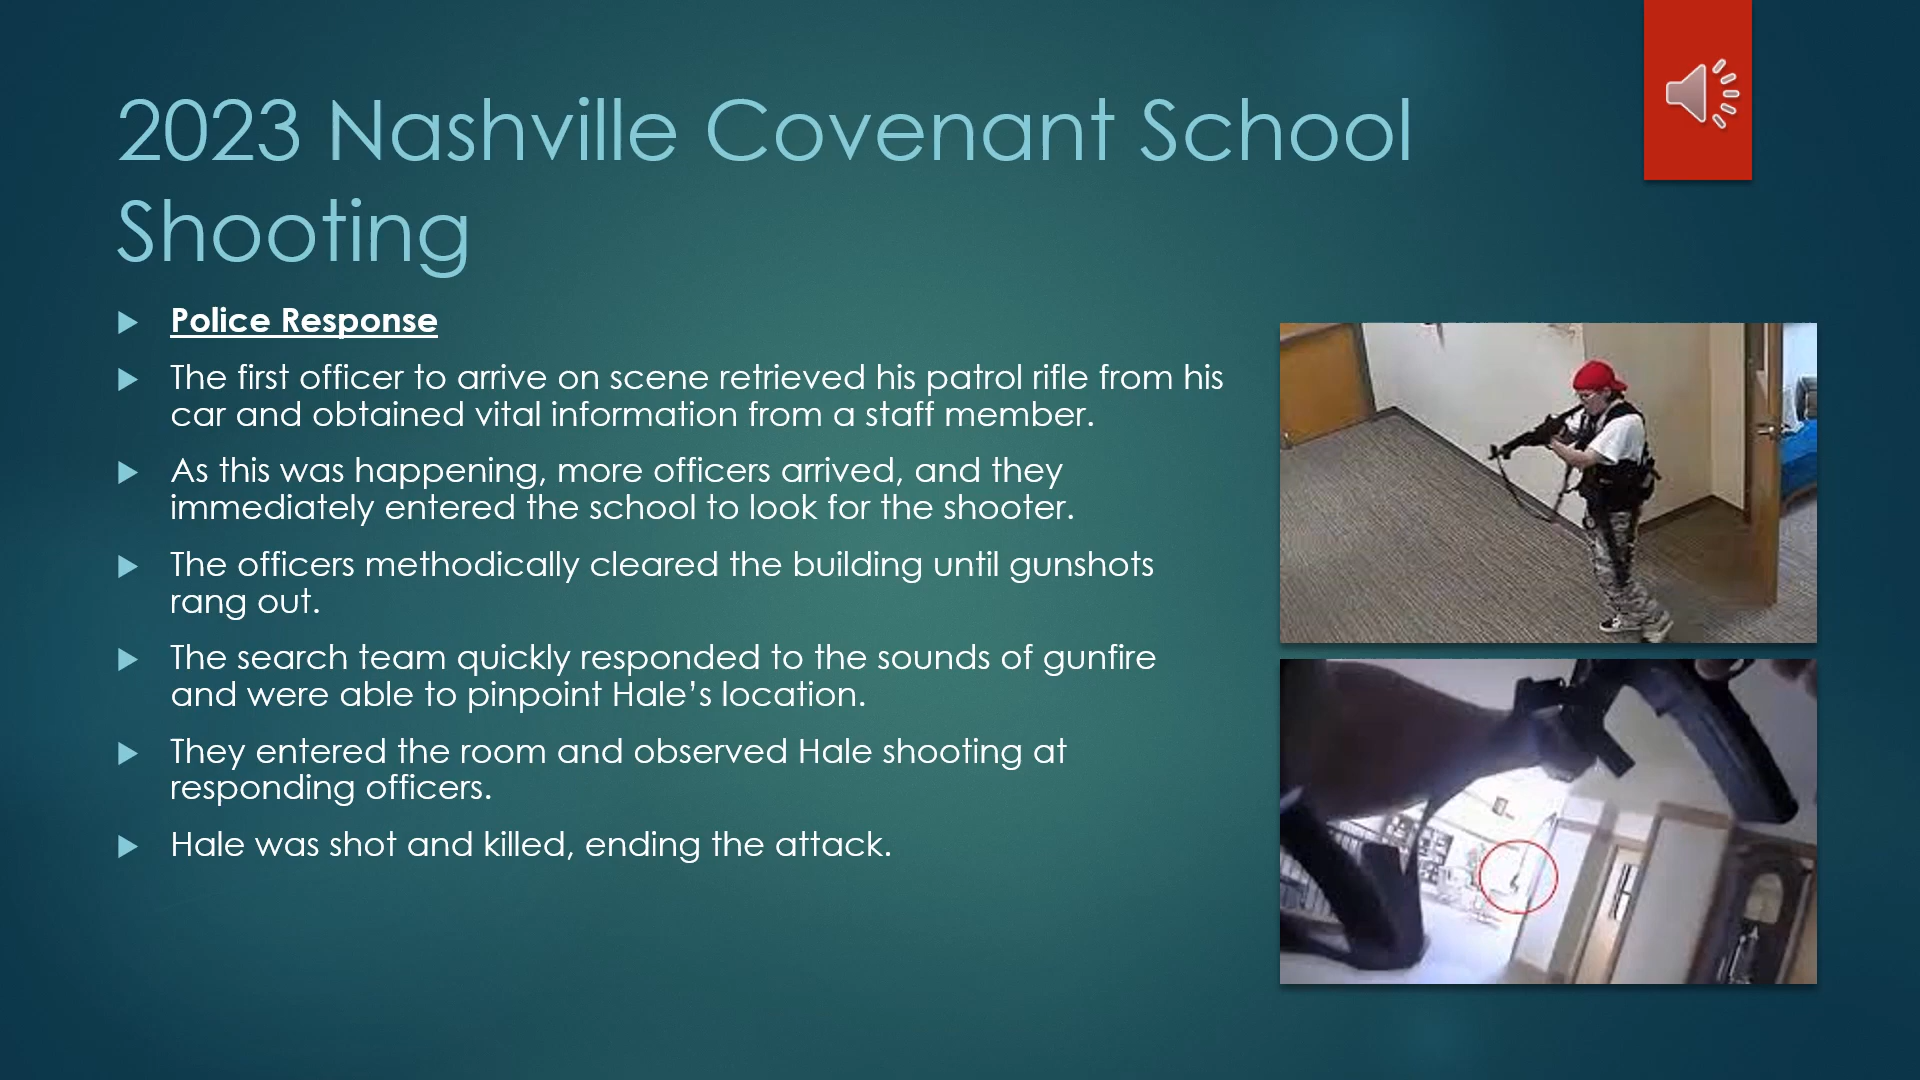 2023 Nashville Covenant School
Shooting
Police Response
The first officer to arrive on scene retrieved his patrol rifle from his
car and obtained vital information from a staff member.
As this was happening, more officers arrived, and they
immediately entered the school to look for the shooter.
The officers methodically cleared the building until gunshots
rang out.
The search team quickly responded to the sounds of gunfire
and were able to pinpoint Hale’s location.
They entered the room and observed Hale shooting at
responding officers.
Hale was shot and killed, ending the attack.